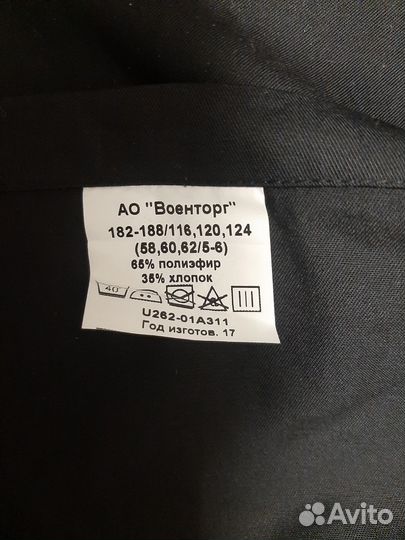 АО "Военторг"
182-188/116,120,124
(58,60,62/5-6)
65% полиэфир
35% хлопок
40
U262-01А311
Год изготов. 17
Avito